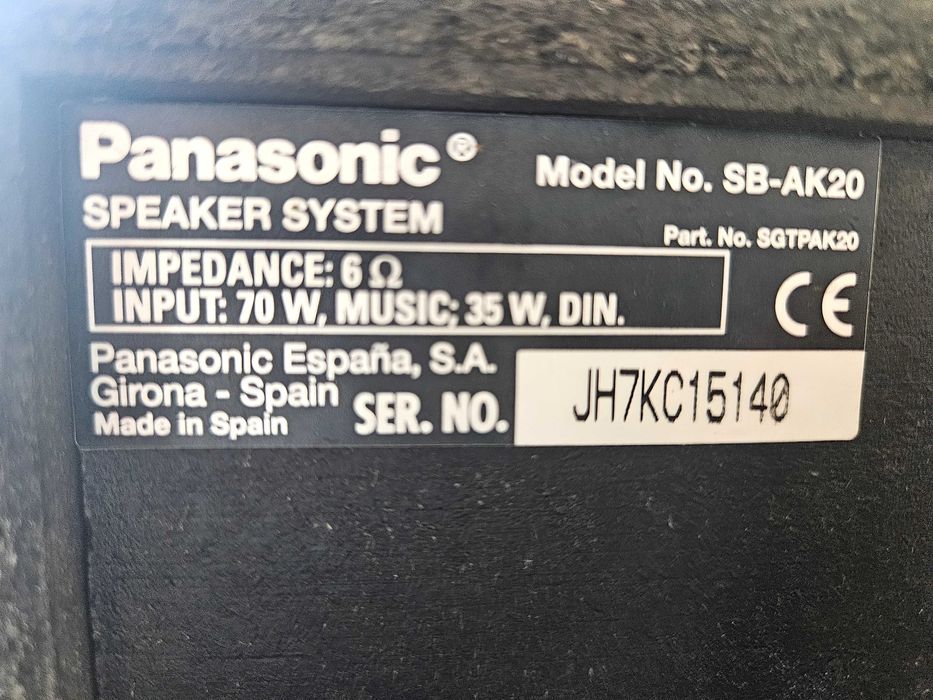 Panasonic®
SPEAKER SYSTEM
Model No. SB-AK20
Part. No. SGTPAK20
IMPEDANCE: 6 Ω
INPUT: 70 W, MUSIC; 35 W, DIN.
CE
Panasonic España, S.A.
Girona - Spain
Made in Spain
SER. NO. JH7KC15140